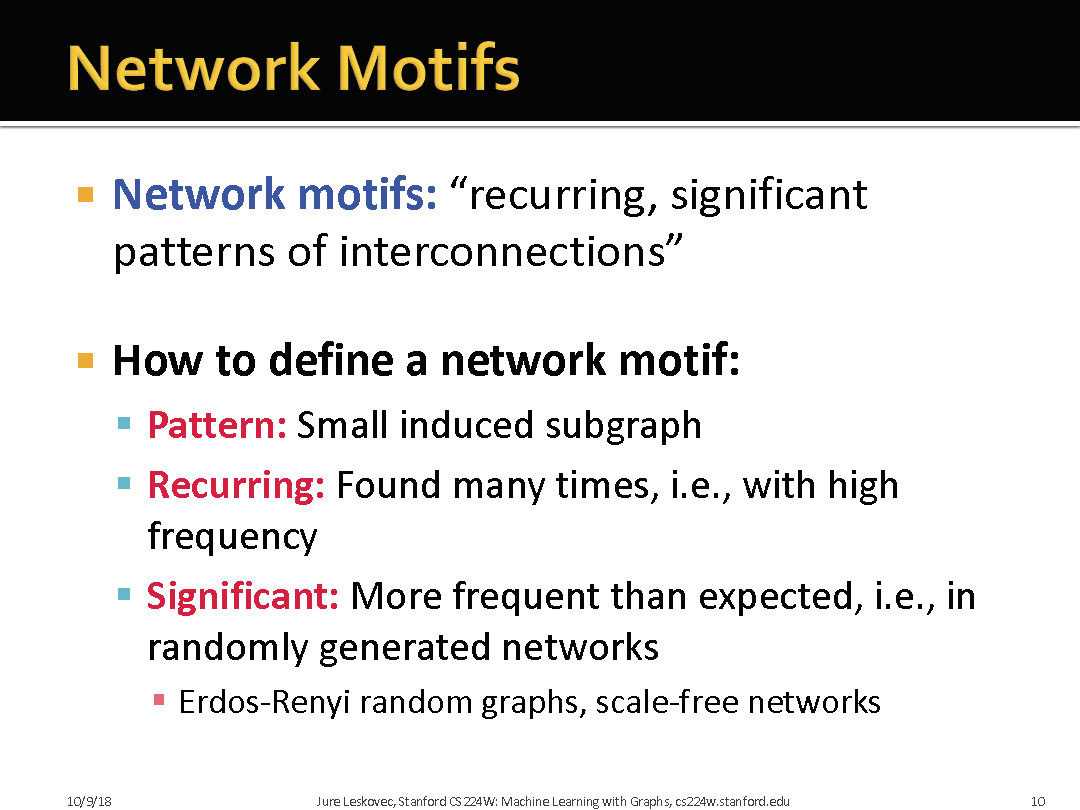 Network Motifs
Network motifs: “recurring, significant
patterns of interconnections”
How to define a network motif:
Pattern: Small induced subgraph
Recurring: Found many times, i.e., with high
frequency
Significant: More frequent than expected, i.e., in
randomly generated networks
Erdos-Renyi random graphs, scale-free networks
10/9/18 Jure Leskovec, Stanford CS224W: Machine Learning with Graphs, cs224w.stanford.edu 10